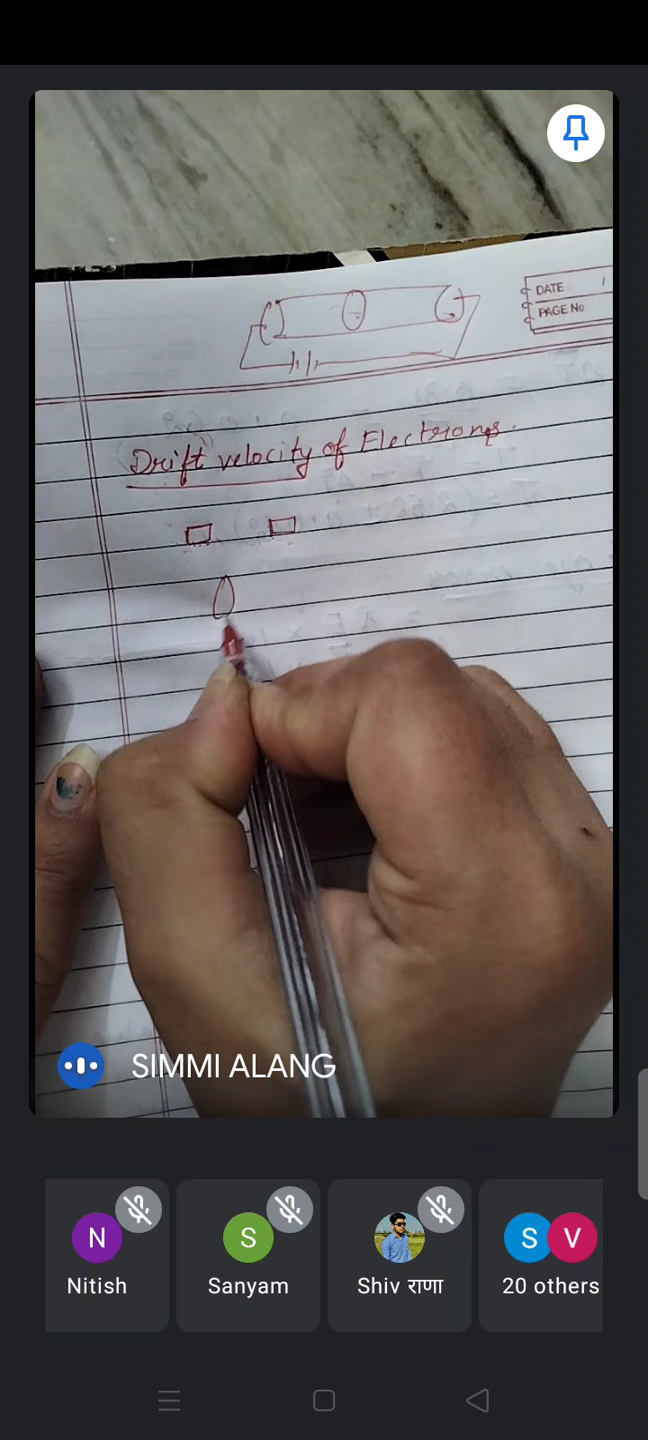 DATE
PAGE No
Drift velocity of Electrons.
SIMMI ALANG
N
S
S V
Nitish
Sanyam
Shiv राणा
20 others